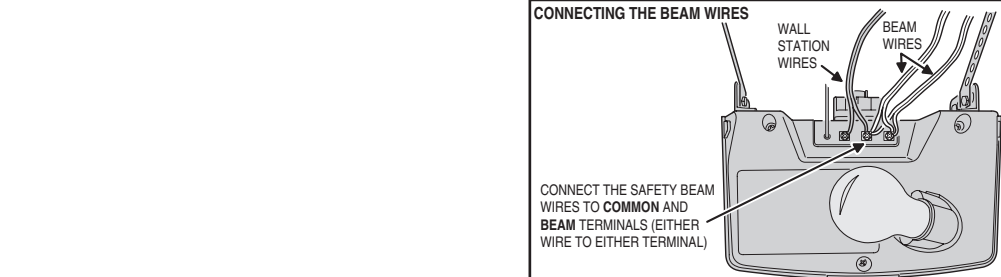 CONNECTING THE BEAM WIRES
WALL
STATION
WIRES
BEAM
WIRES
CONNECT THE SAFETY BEAM
WIRES TO COMMON AND
BEAM TERMINALS (EITHER
WIRE TO EITHER TERMINAL)